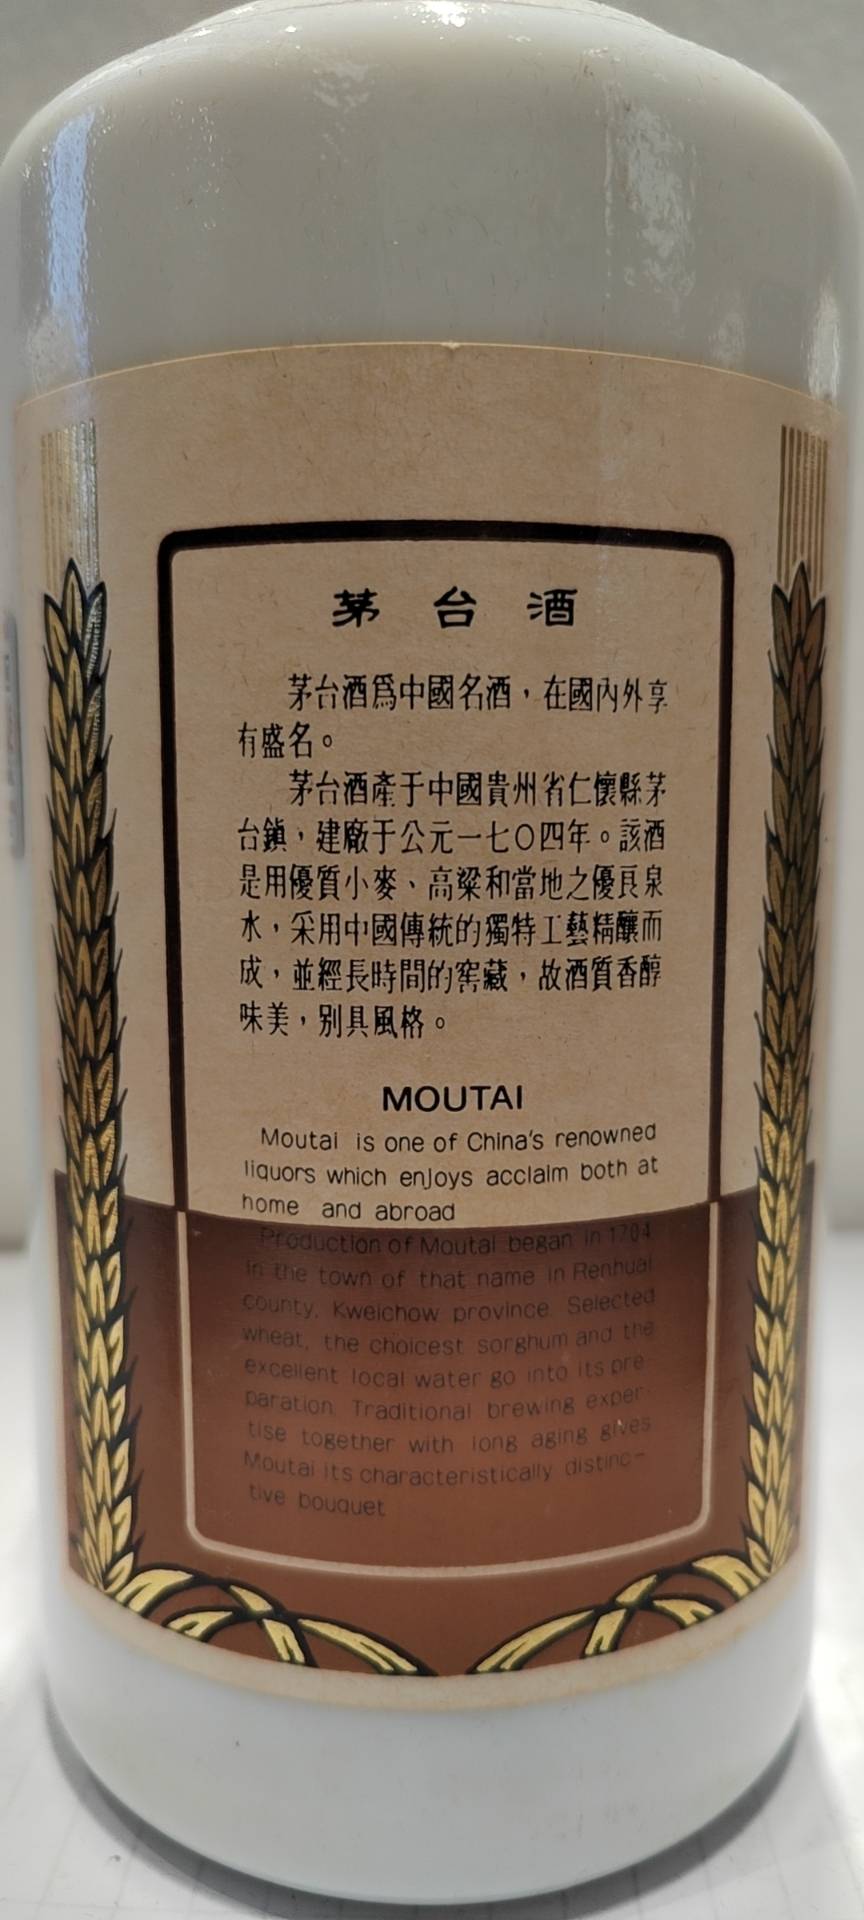 茅台酒
茅台酒爲中國名酒，在國內外享
有盛名。
茅台酒產于中國貴州省仁懷縣茅
台鎮，建廠于公元一七〇四年。該酒
是用優質小麥、高粱和當地之優良泉
水，采用中國傳統的獨特工藝精釀而
成，並經長時間的窖藏，故酒質香醇
味美，别具風格。
MOUTAI
Moutai is one of China's renowned
liquors which enjoys acclaim both at
home and abroad
Production of Moutai began in 1704
in the town of that name in Renhuai
county, Kweichow province. Selected
wheat, the choicest sorghum and the
excellent local water go into its pre-
paration. Traditional brewing exper-
tise together with long aging gives
Moutai its characteristically distinc-
tive bouquet